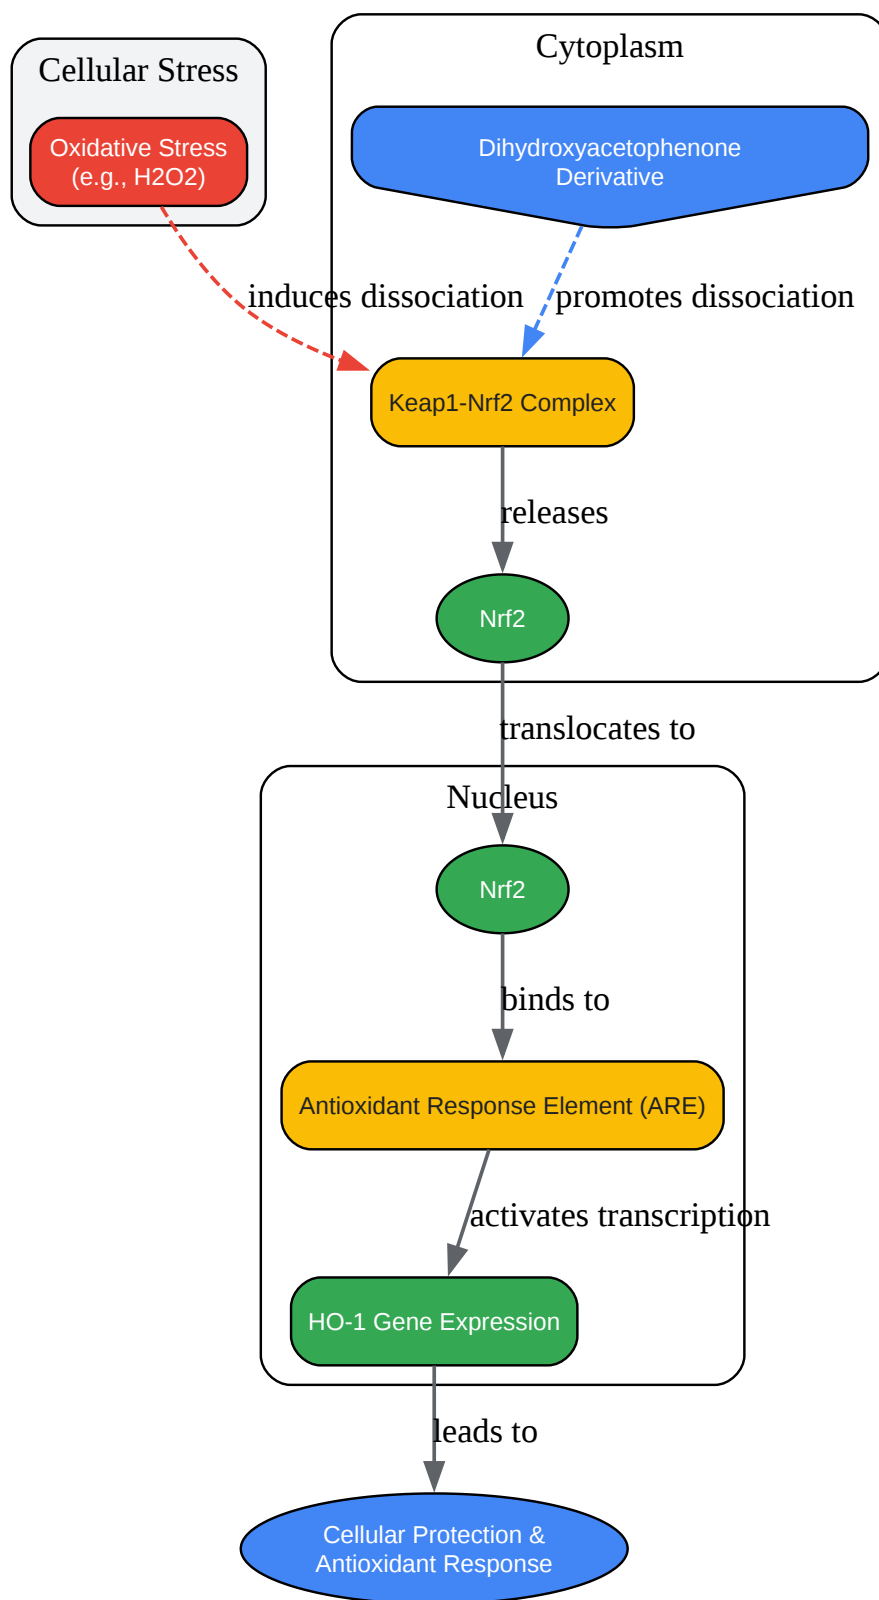 Cellular Stress
Oxidative Stress
(e.g., H2O2)
Cytoplasm
Dihydroxyacetophenone
Derivative
induces dissociation
promotes dissociation
Keap1-Nrf2 Complex
releases
Nrf2
translocates to
Nucleus
Nrf2
binds to
Antioxidant Response Element (ARE)
activates transcription
HO-1 Gene Expression
leads to
Cellular Protection &
Antioxidant Response